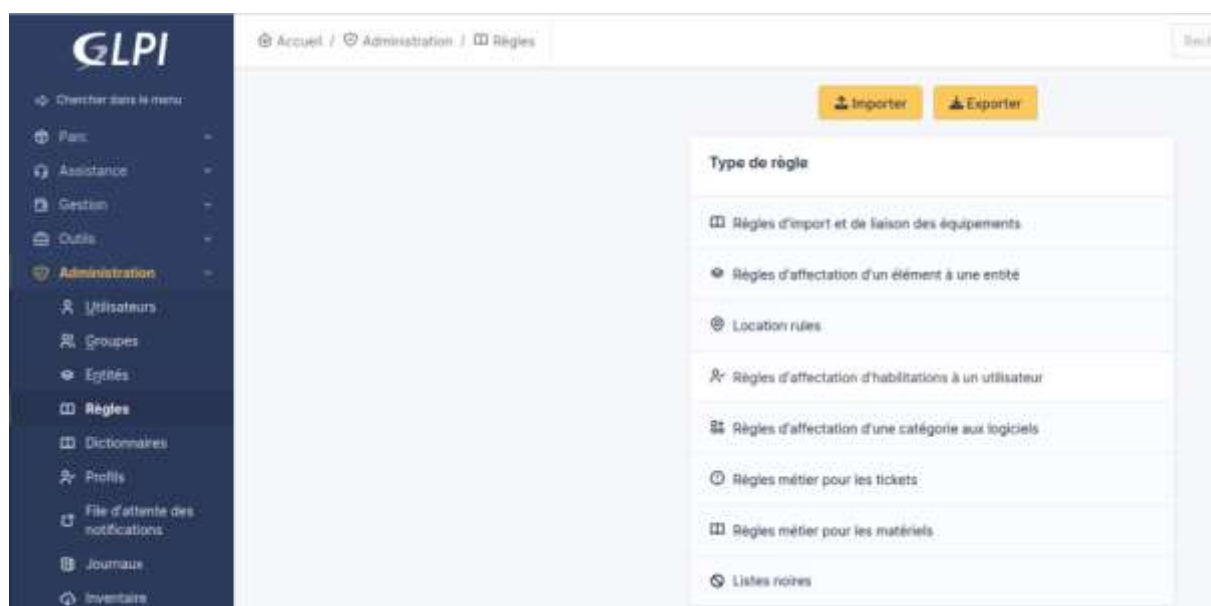 GLPI
Accueil / Administration / Règles
Rech
Chercher dans le menu
Parc
Assistance
Gestion
Outils
Administration
Utilisateurs
Groupes
Entités
Règles
Dictionnaires
Profils
File d'attente des
notifications
Journaux
Inventaire
Importer
Exporter
Type de règle
Règles d'import et de liaison des équipements
Règles d'affectation d'un élément à une entité
Location rules
Règles d'affectation d'habilitations à un utilisateur
Règles d'affectation d'une catégorie aux logiciels
Règles métier pour les tickets
Règles métier pour les matériels
Listes noires